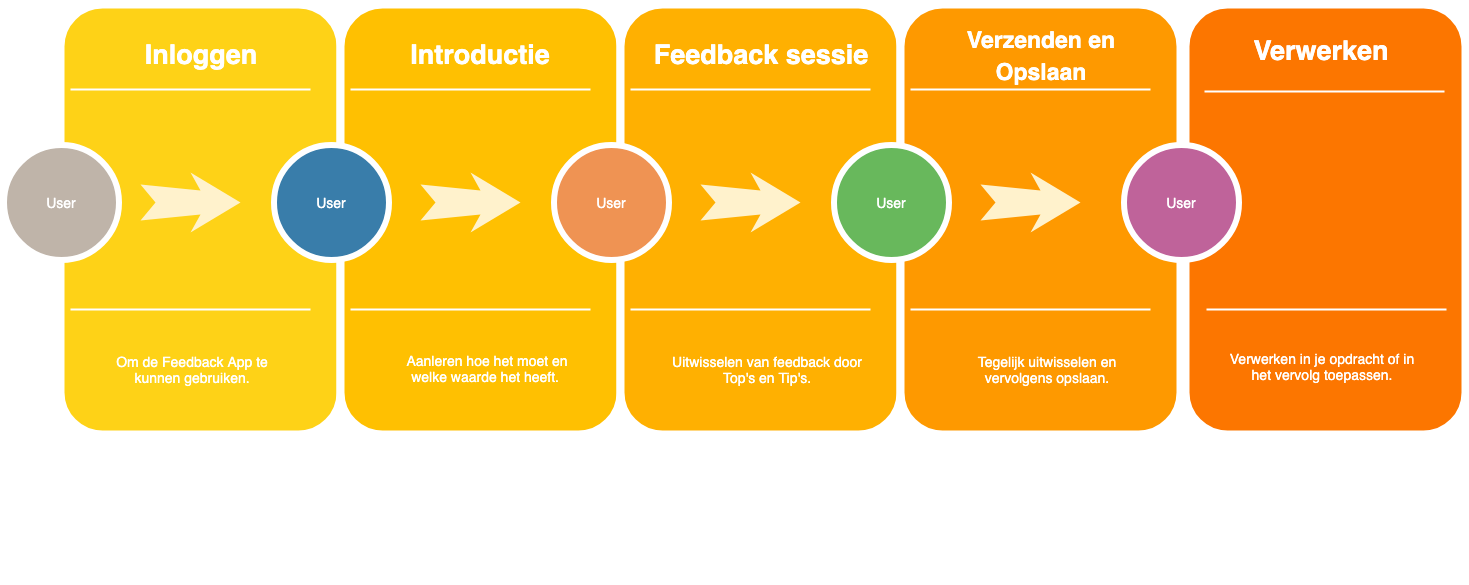 Inloggen
Introductie
Feedback sessie
Verzenden en
Opslaan
Verwerken
User
User
User
User
User
Om de Feedback App te
kunnen gebruiken.
Aanleren hoe het moet en
welke waarde het heeft.
Uitwisselen van feedback door
Top's en Tip's.
Tegelijk uitwisselen en
vervolgens opslaan.
Verwerken in je opdracht of in
het vervolg toepassen.